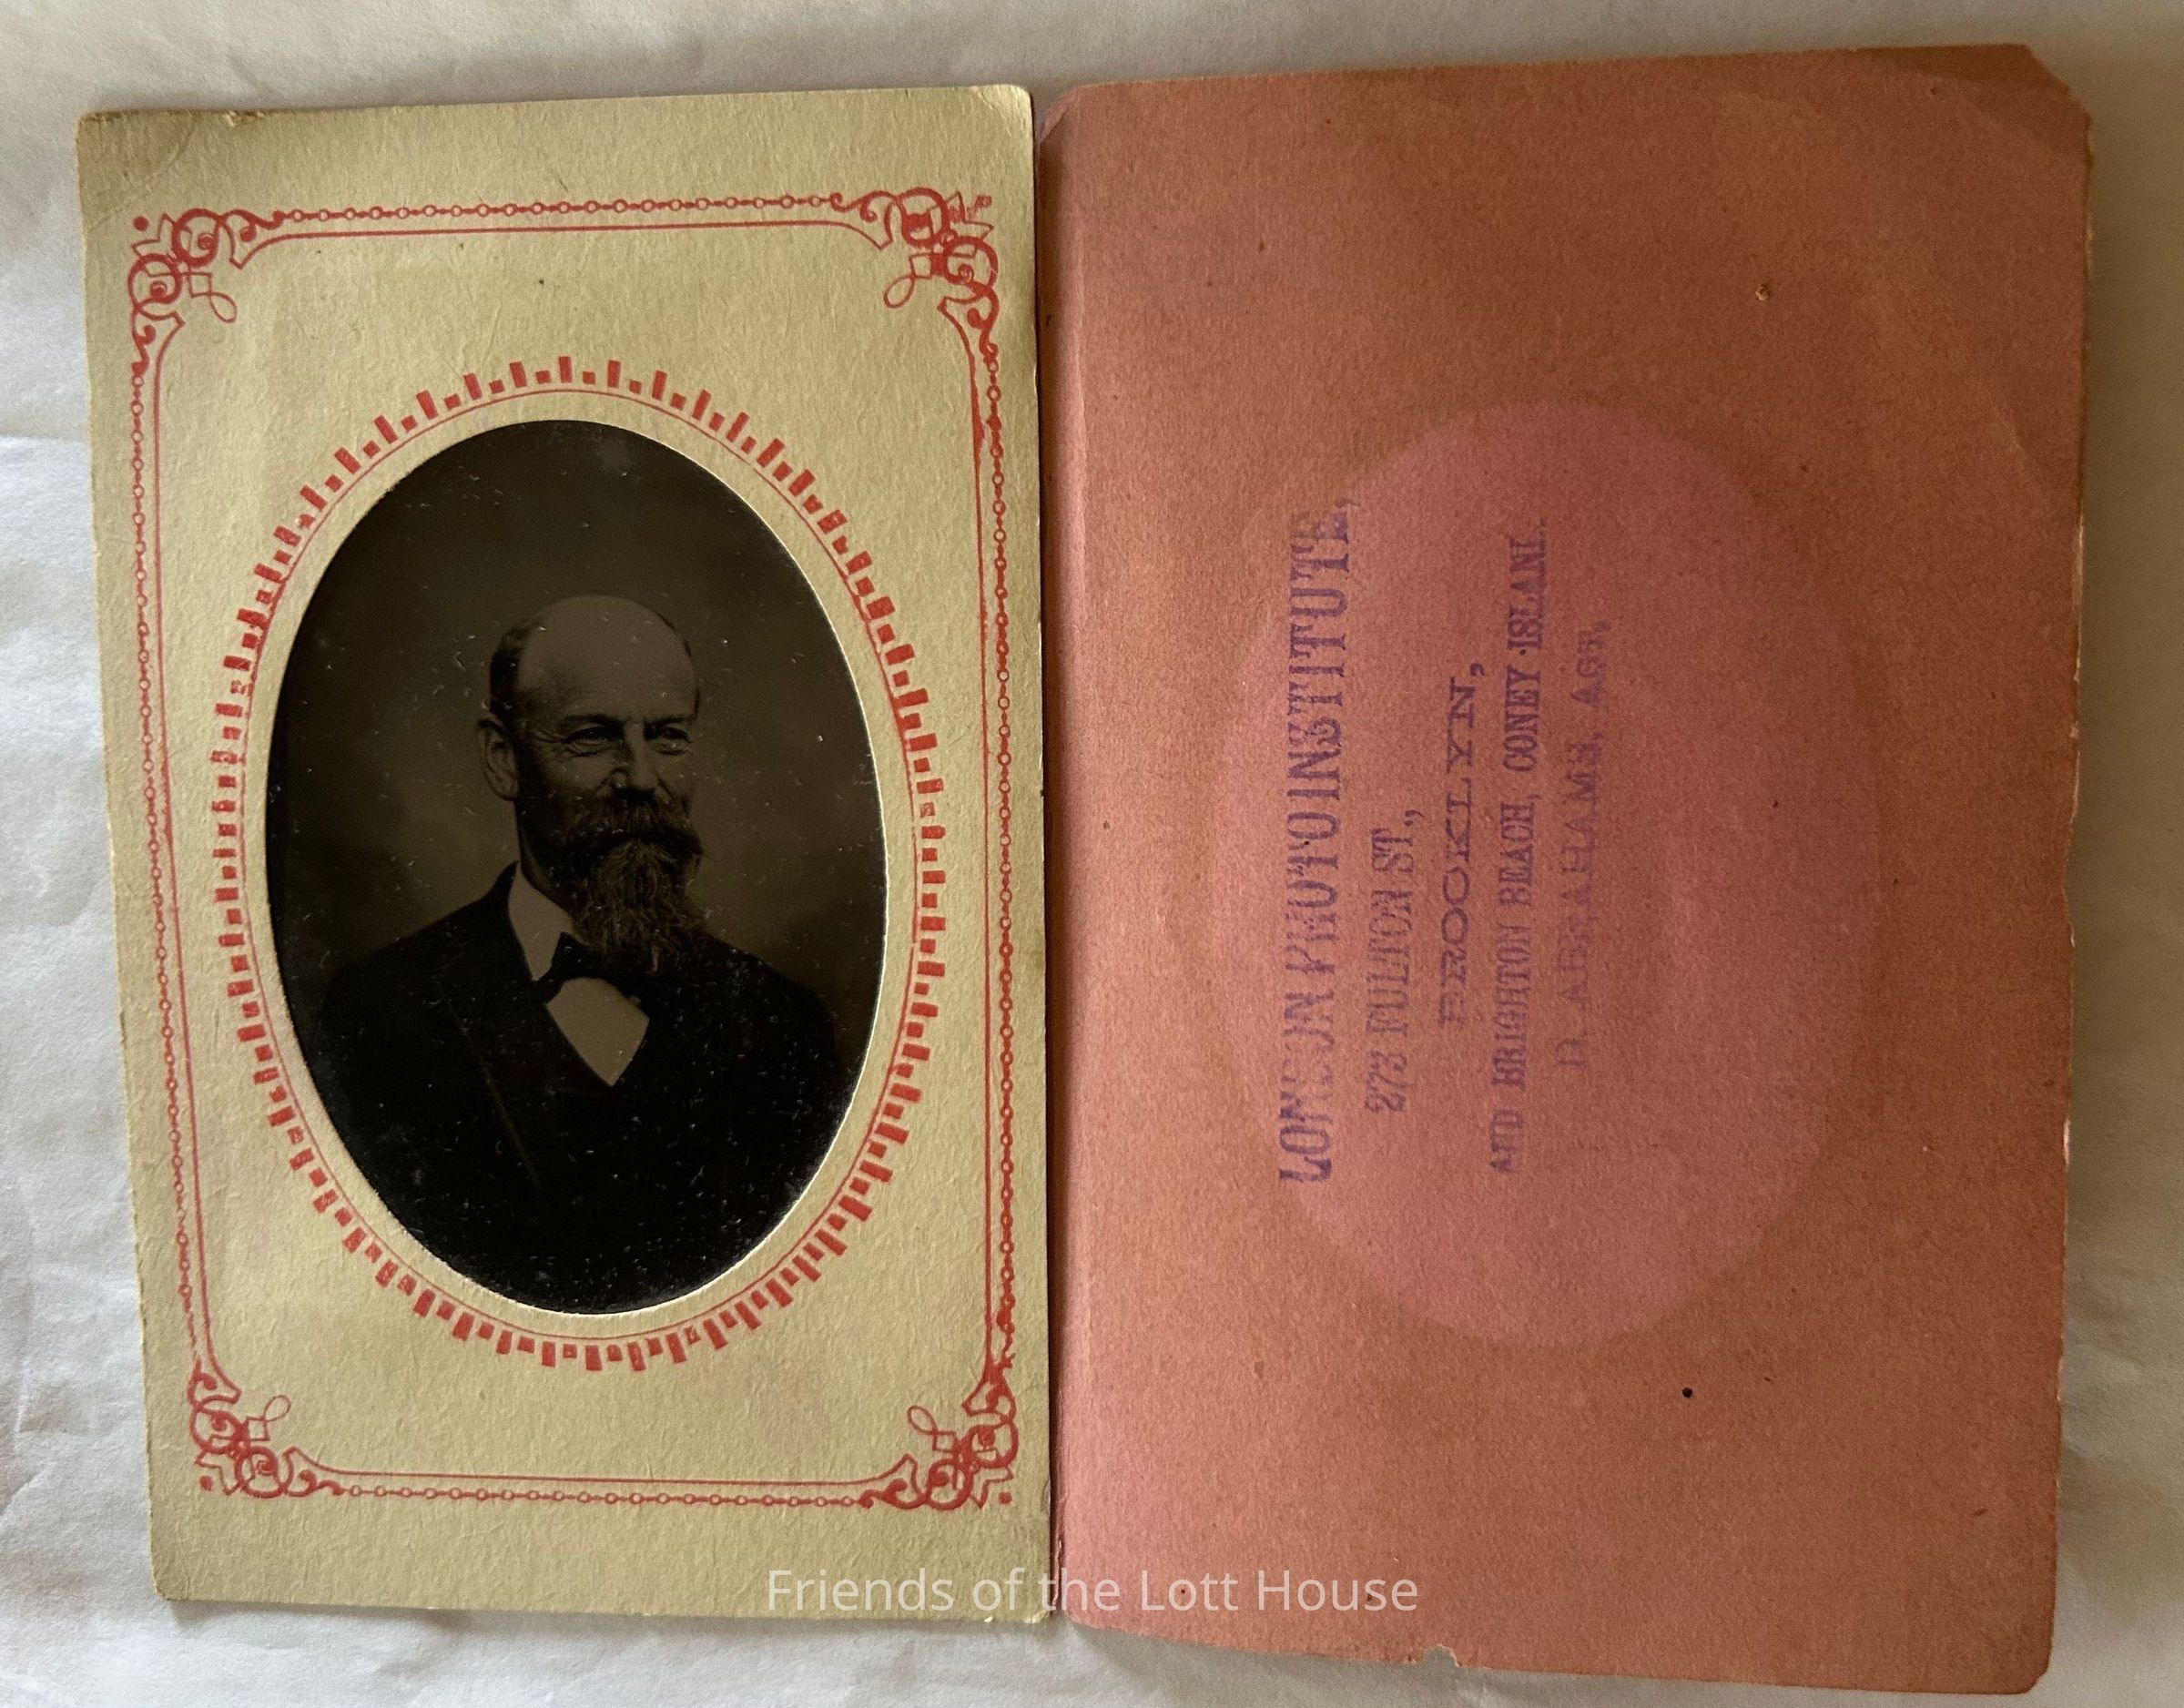 LONDON PHOTO INSTITUTE,
273 FULTON ST.,
BROOKLYN,
AND BRIGHTON BEACH, CONEY ISLAND.
D. ABRAHAMS, AGT,
Friends of the Lott House